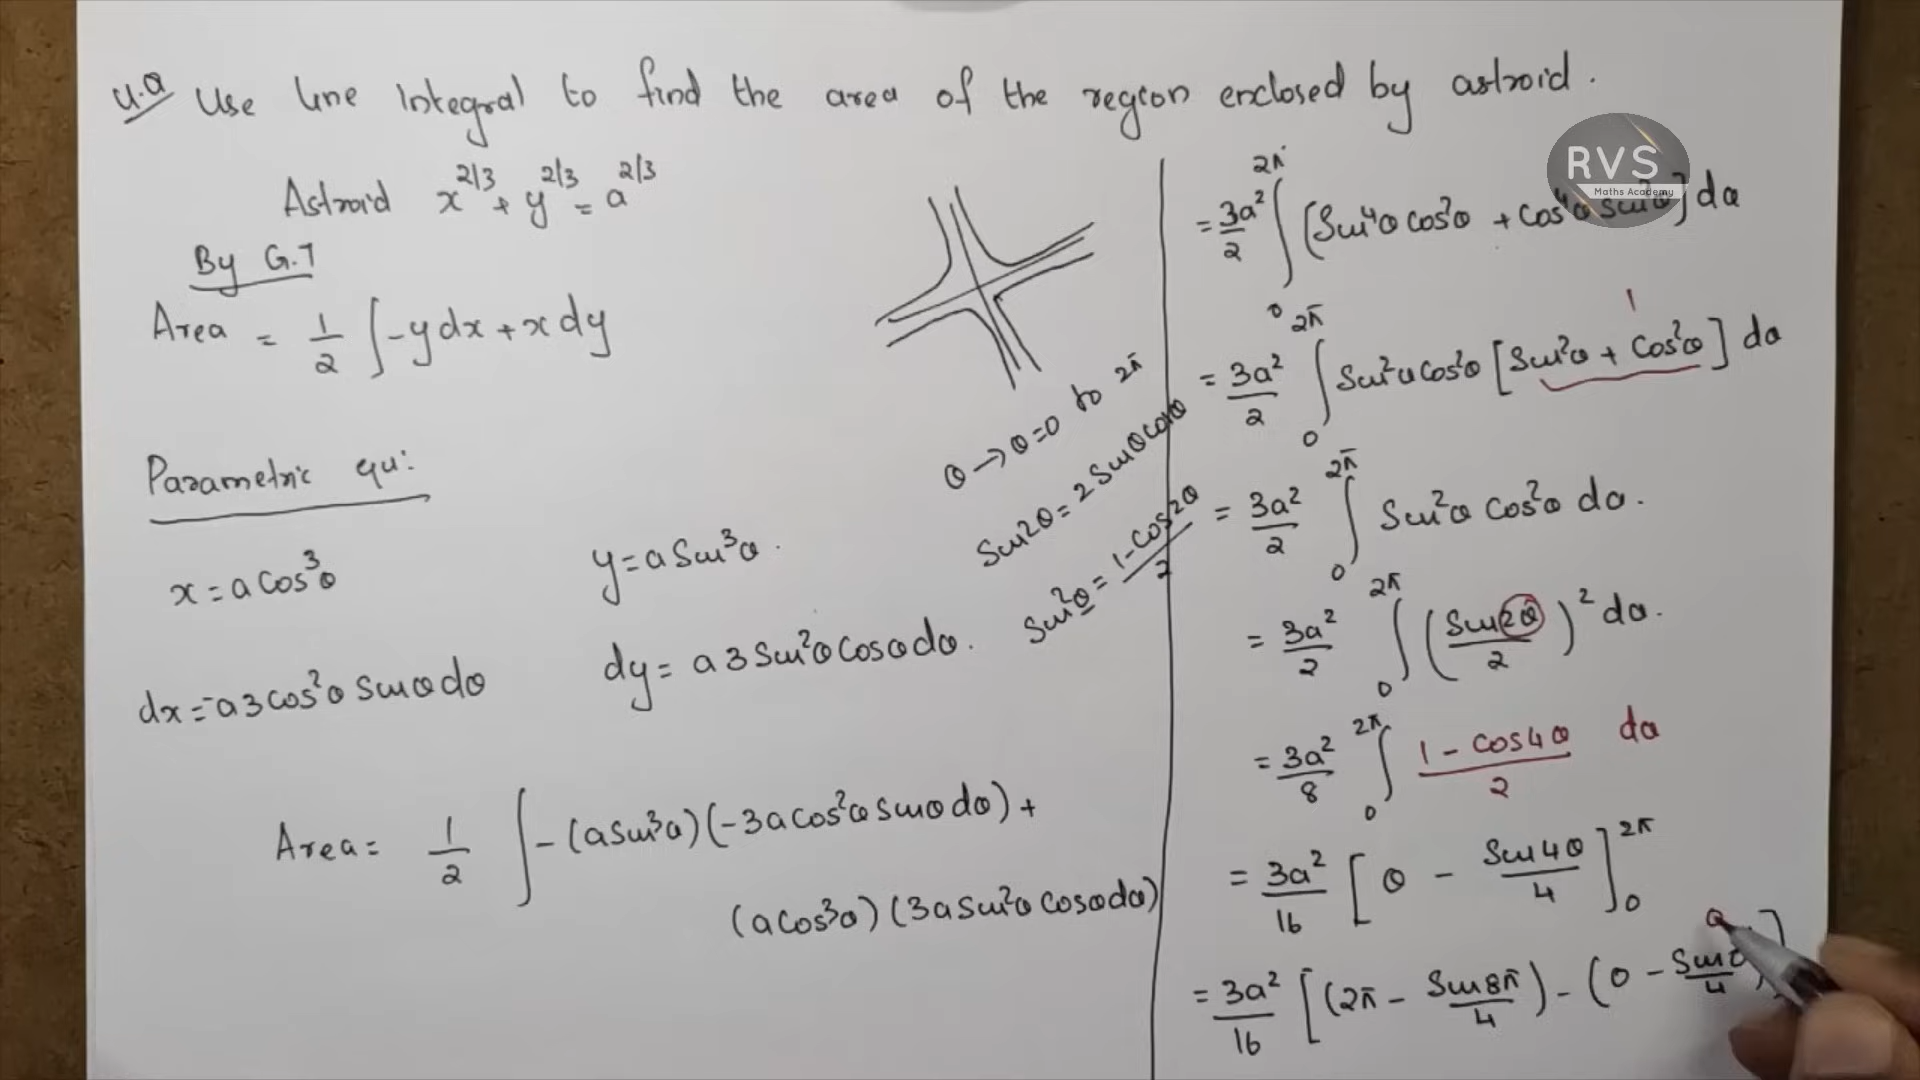 4.a Use line Integral to find the area of the region enclosed by astroid.
Astroid x^2/3 + y^2/3 = a^2/3
By G.T
Area = 1/2 ∫ -ydx + x dy
Parametric qu:
x = a cos³θ y = a Sin³θ.
dx = -a3cos²θ sinθ dθ dy = a3 Sin²θ cosθ dθ.
Area = 1/2 ∫ -(a sin³θ)(-3a cos²θ sinθ dθ) +
(a cos³θ)(3a sin²θ cosθ dθ)
θ → θ=0 to 2π
Sin2θ = 2 Sinθ cosθ
Sin²θ = 1-cos2θ/2
RVS
Maths Academy
= 3a²/2 ∫₀^2π (Sin⁴θ cos²θ + cos⁴θ sin²θ) dθ
= 3a²/2 ∫₀^2π Sin²θ cos²θ [Sin²θ + cos²θ] dθ
1
= 3a²/2 ∫₀^2π Sin²θ cos²θ dθ.
= 3a²/2 ∫₀^2π (Sin2θ/2)² dθ.
= 3a²/8 ∫₀^2π 1 - cos4θ/2 dθ
= 3a²/16 [θ - Sin4θ/4]₀^2π
= 3a²/16 [(2π - Sin8π/4) - (0 - Sin